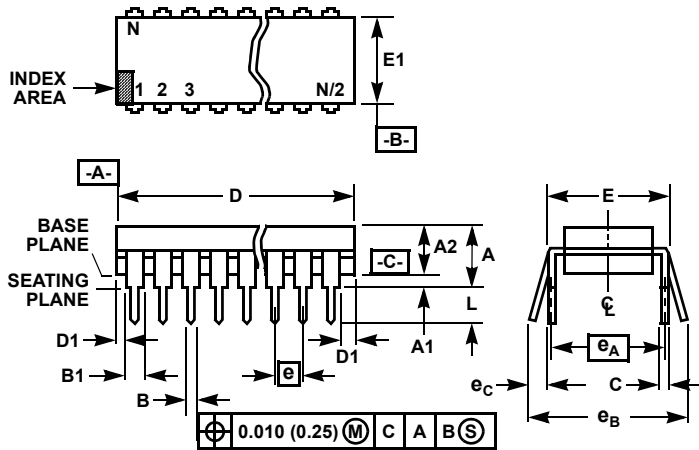 N
INDEX
AREA
1 2 3 N/2
E1
-B-
-A-
D
E
BASE
PLANE
A2
A
-C-
SEATING
PLANE
L
C
L
D1
A1
D1
eA
B1
e
eC
C
B
eB
0.010 (0.25) M C A B S